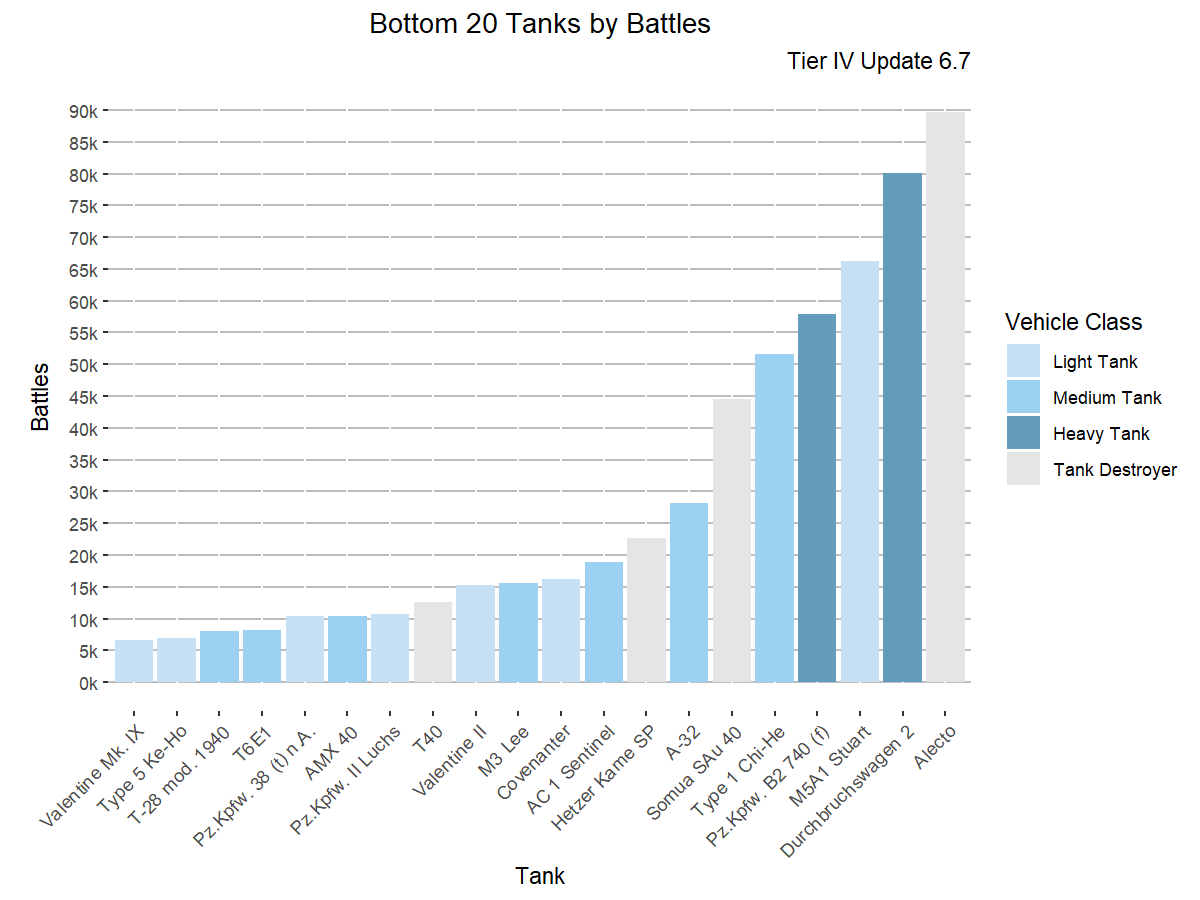 Bottom 20 Tanks by Battles
Tier IV Update 6.7
Battles
90k
85k
80k
75k
70k
65k
60k
55k
50k
45k
40k
35k
30k
25k
20k
15k
10k
5k
0k
Valentine Mk. IX
Type 5 Ke-Ho
T-28 mod. 1940
T6E1
Pz.Kpfw. 38 (t) n A.
AMX 40
Pz.Kpfw. II Luchs
T40
Valentine II
M3 Lee
Covenanter
AC 1 Sentinel
Hetzer Kame SP
A-32
Somua SAu 40
Type 1 Chi-He
Pz.Kpfw. B2 740 (f)
M5A1 Stuart
Durchbruchswagen 2
Alecto
Tank
Vehicle Class
Light Tank
Medium Tank
Heavy Tank
Tank Destroyer